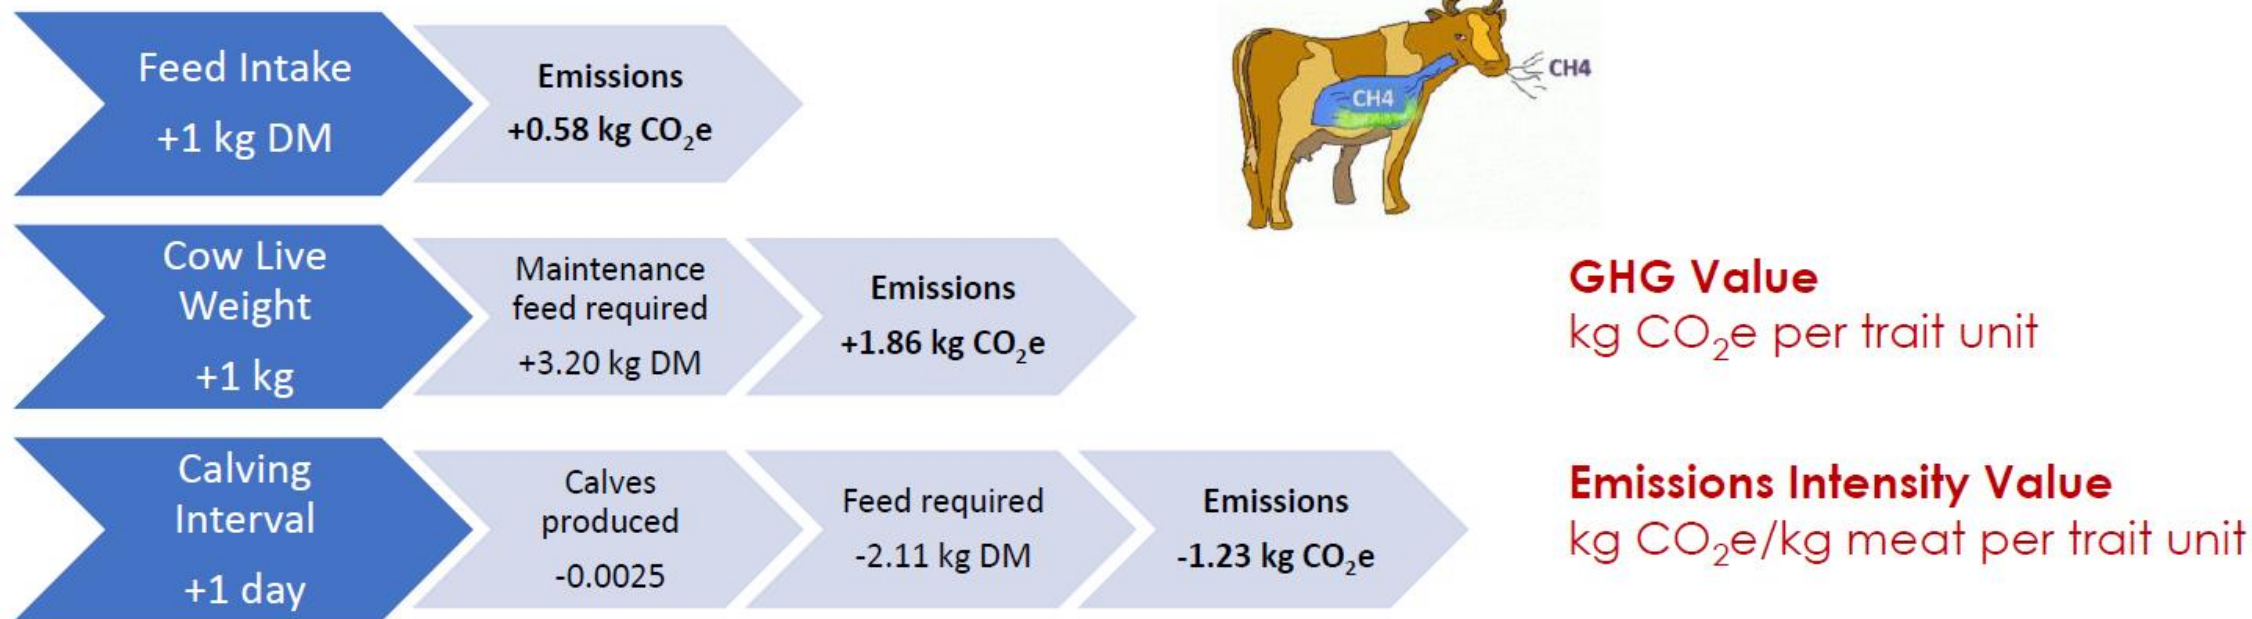 Feed Intake
+1 kg DM
Emissions
+0.58 kg CO₂e
CH4
CH4
Cow Live
Weight
+1 kg
Maintenance
feed required
+3.20 kg DM
Emissions
+1.86 kg CO₂e
GHG Value
kg CO₂e per trait unit
Calving
Interval
+1 day
Calves
produced
-0.0025
Feed required
-2.11 kg DM
Emissions
-1.23 kg CO₂e
Emissions Intensity Value
kg CO₂e/kg meat per trait unit